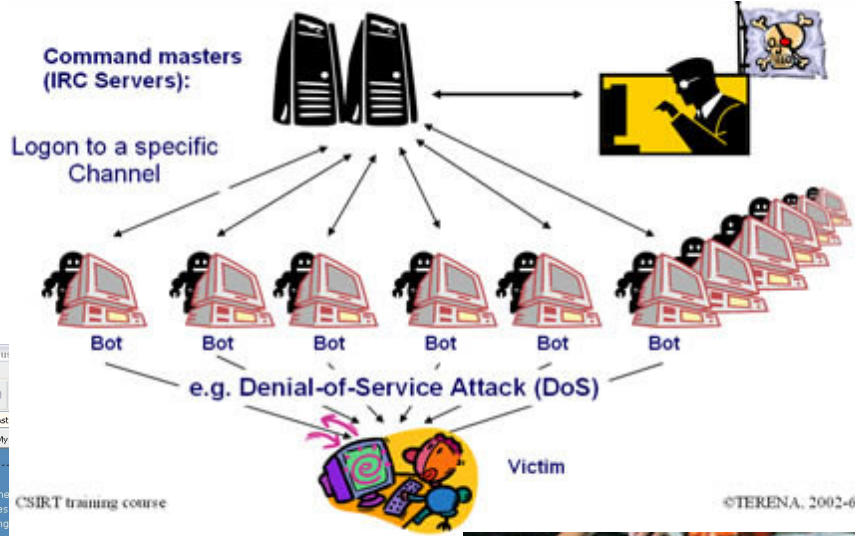 Command masters
(IRC Servers):
Logon to a specific
Channel
Bot Bot Bot Bot Bot Bot
e.g. Denial-of-Service Attack (DoS)
Victim
CSIRT training course
©TERENA, 2002-6